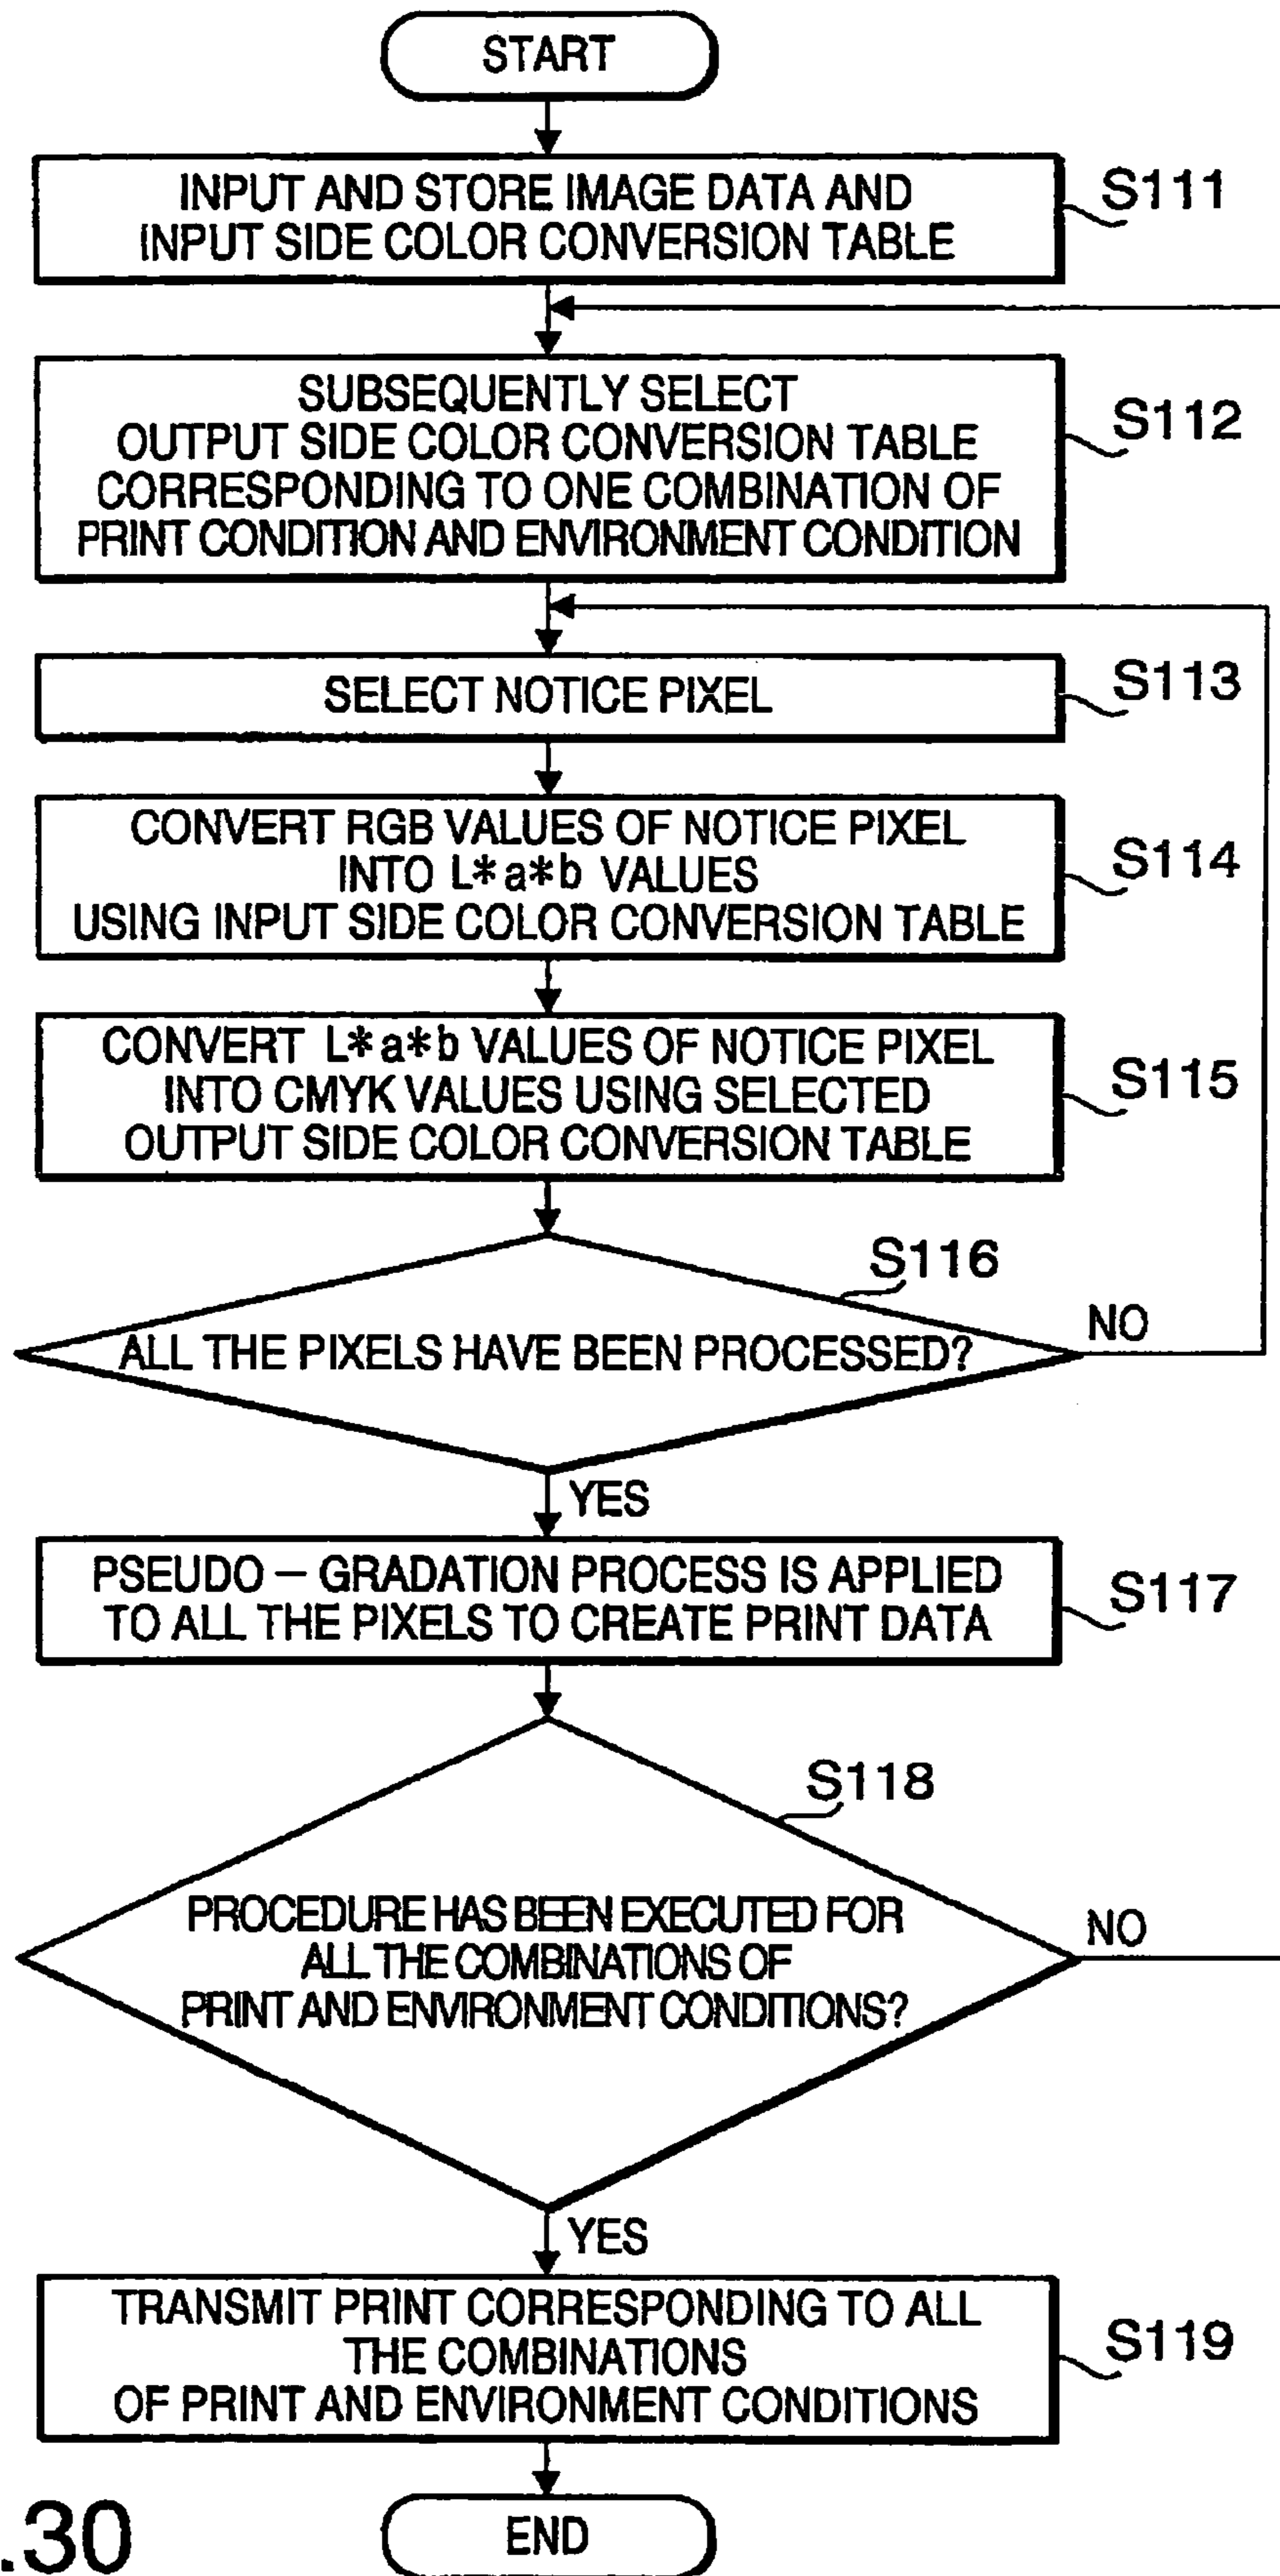 START
INPUT AND STORE IMAGE DATA AND
INPUT SIDE COLOR CONVERSION TABLE
S111
SUBSEQUENTLY SELECT
OUTPUT SIDE COLOR CONVERSION TABLE
CORRESPONDING TO ONE COMBINATION OF
PRINT CONDITION AND ENVIRONMENT CONDITION
S112
SELECT NOTICE PIXEL
S113
CONVERT RGB VALUES OF NOTICE PIXEL
INTO L*a*b VALUES
USING INPUT SIDE COLOR CONVERSION TABLE
S114
CONVERT L*a*b VALUES OF NOTICE PIXEL
INTO CMYK VALUES USING SELECTED
OUTPUT SIDE COLOR CONVERSION TABLE
S115
S116
ALL THE PIXELS HAVE BEEN PROCESSED?
NO
YES
PSEUDO – GRADATION PROCESS IS APPLIED
TO ALL THE PIXELS TO CREATE PRINT DATA
S117
S118
PROCEDURE HAS BEEN EXECUTED FOR
ALL THE COMBINATIONS OF
PRINT AND ENVIRONMENT CONDITIONS?
NO
YES
TRANSMIT PRINT CORRESPONDING TO ALL
THE COMBINATIONS
OF PRINT AND ENVIRONMENT CONDITIONS
S119
END
.30